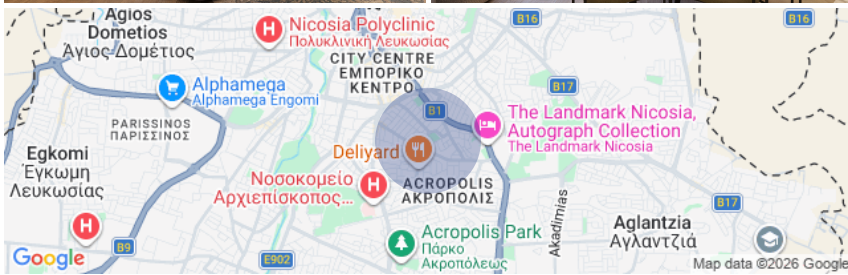 Agios
Dometios
Άγιος Δομέτιος
Nicosia Polyclinic
Πολυκλινική Λευκωσίας
CITY CENTRE
ΕΜΠΟΡΙΚΟ
ΚΕΝΤΡΟ
B16
B16
B17
Alphamega
Alphamega Engomi
PARISSINOS
ΠΑΡΙΣΣΙΝΟΣ
B1
The Landmark Nicosia,
Autograph Collection
The Landmark Nicosia
Deliyard
Egkomi
Έγκωμη
Λευκωσίας
Νοσοκομείο
Αρχιεπίσκοπος...
ACROPOLIS
ΑΚΡΟΠΟΛΙΣ
Akadimias
B17
Aglantzia
Αγλαντζιά
Acropolis Park
Πάρκο
Ακροπόλεως
B9
E902
Google
Map data ©2026 Google